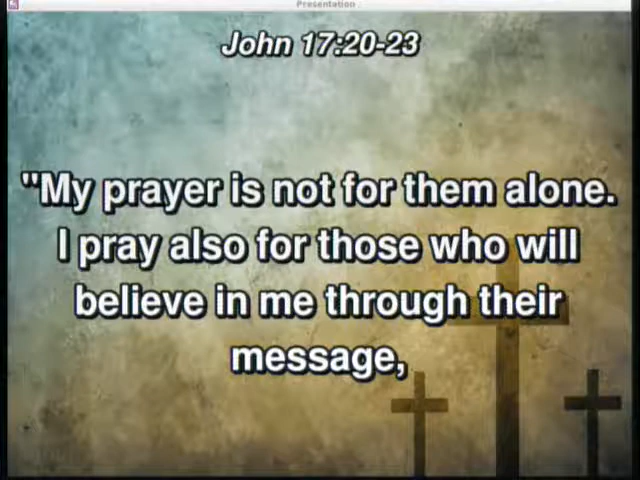 Presentation
John 17:20-23
"My prayer is not for them alone.
I pray also for those who will
believe in me through their
message,